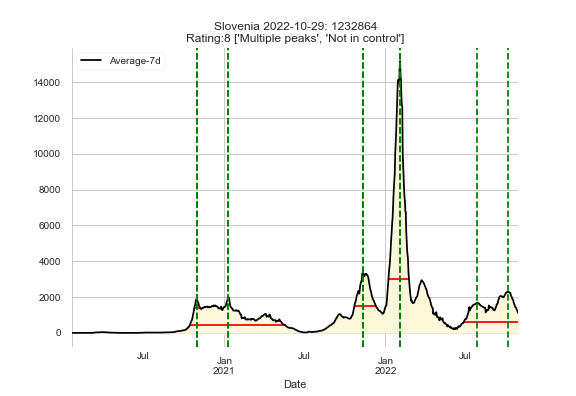 Slovenia 2022-10-29: 1232864
Rating:8 ['Multiple peaks', 'Not in control']
Average-7d
14000
12000
10000
8000
6000
4000
2000
0
Jul
Jan
2021
Jul
Jan
2022
Jul
Date